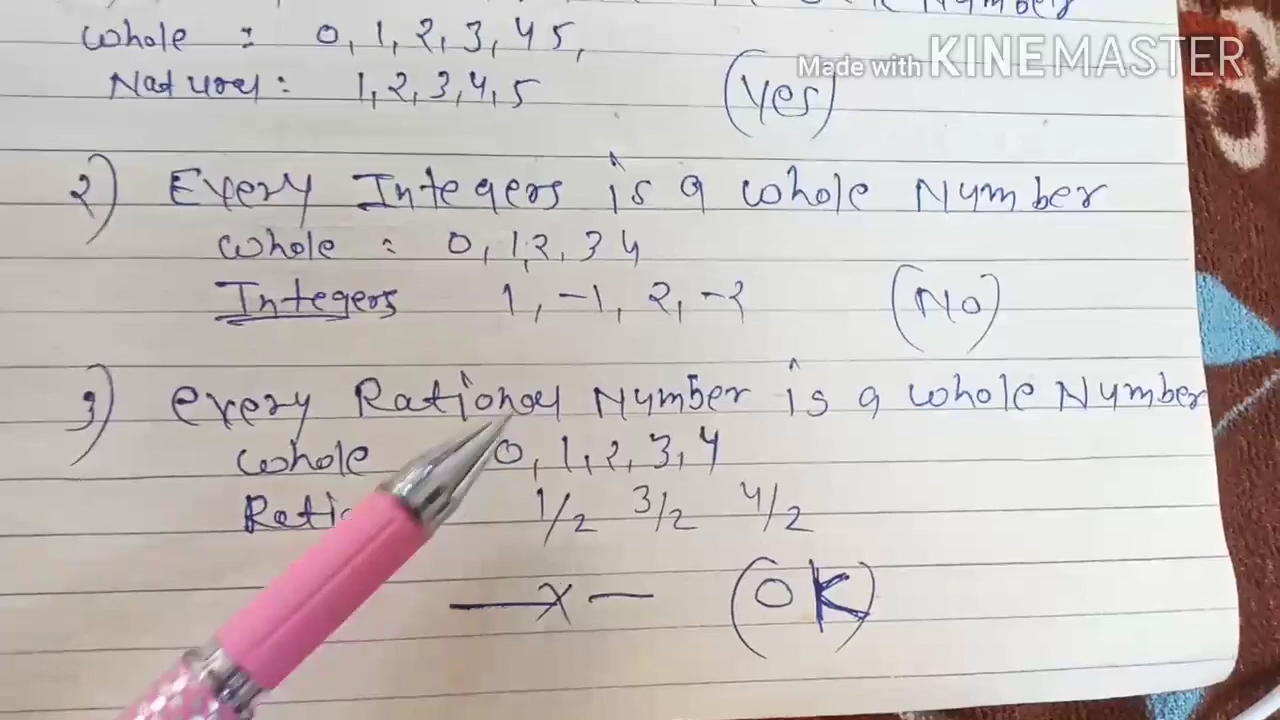 Number
Whole : 0, 1, 2, 3, 4 5,
Natural : 1, 2, 3, 4, 5
(Yes)
Made with KINEMASTER
2) Every Integers is a whole Number
Whole : 0, 1, 2, 3 4
Integers 1, -1, 2, -2
(No)
3) every Rational Number is a whole Number
Whole 0, 1, 2, 3, 4
Ratio 1/2 3/2 4/2
—x— (OK)